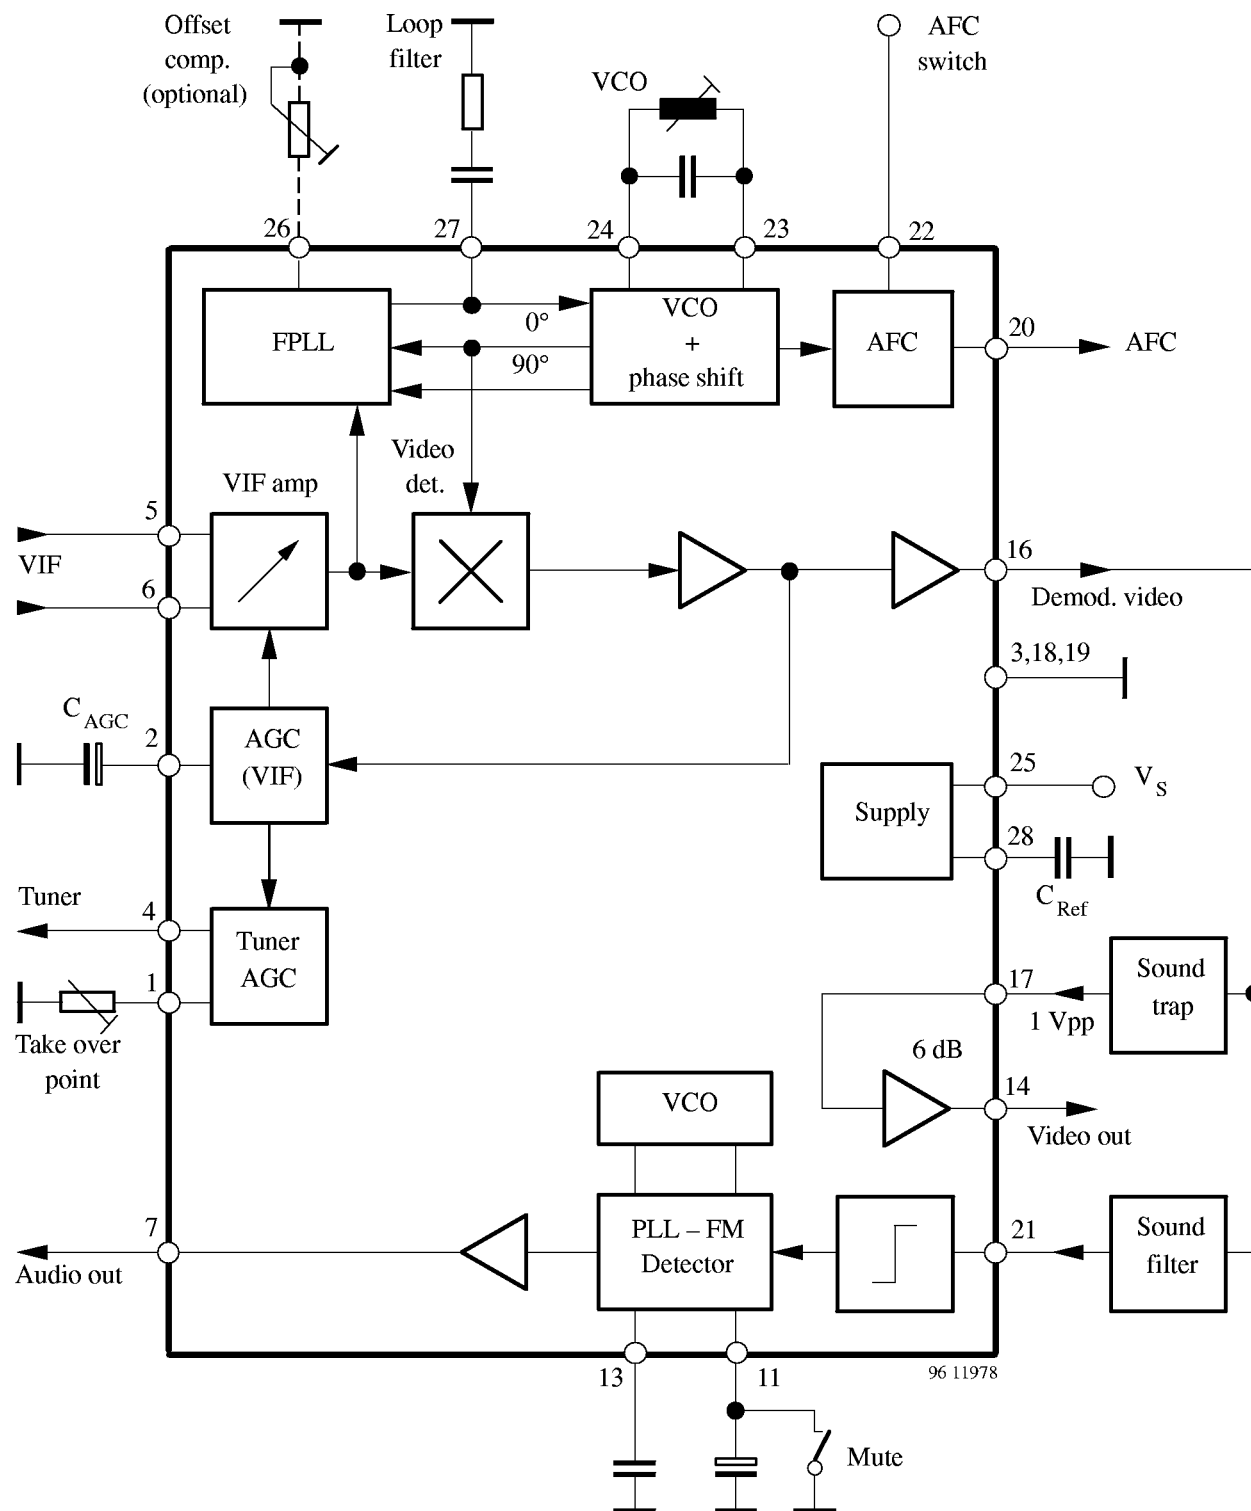 Offset
comp.
(optional)
Loop
filter
VCO
AFC
switch
26
27
24
23
22
FPLL
0°
90°
VCO
+
phase shift
AFC
20
AFC
Video
det.
VIF amp
5
VIF
6
16
Demod. video
3,18,19
C AGC
2
AGC
(VIF)
25
V S
Supply
28
C Ref
Tuner
4
Tuner
AGC
1
Take over
point
17
1 Vpp
Sound
trap
6 dB
14
Video out
VCO
7
Audio out
PLL – FM
Detector
21
Sound
filter
13
11
96 11978
Mute